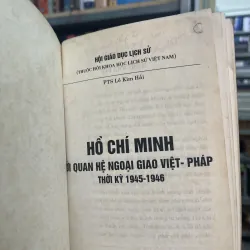 HỘI GIÁO DỤC LỊCH SỬ
(THUỘC HỘI KHOA HỌC LỊCH SỬ VIỆT NAM)
PTS Lê Kim Hải
HỒ CHÍ MINH
QUAN HỆ NGOẠI GIAO VIỆT- PHÁP
THỜI KỲ 1945-1946